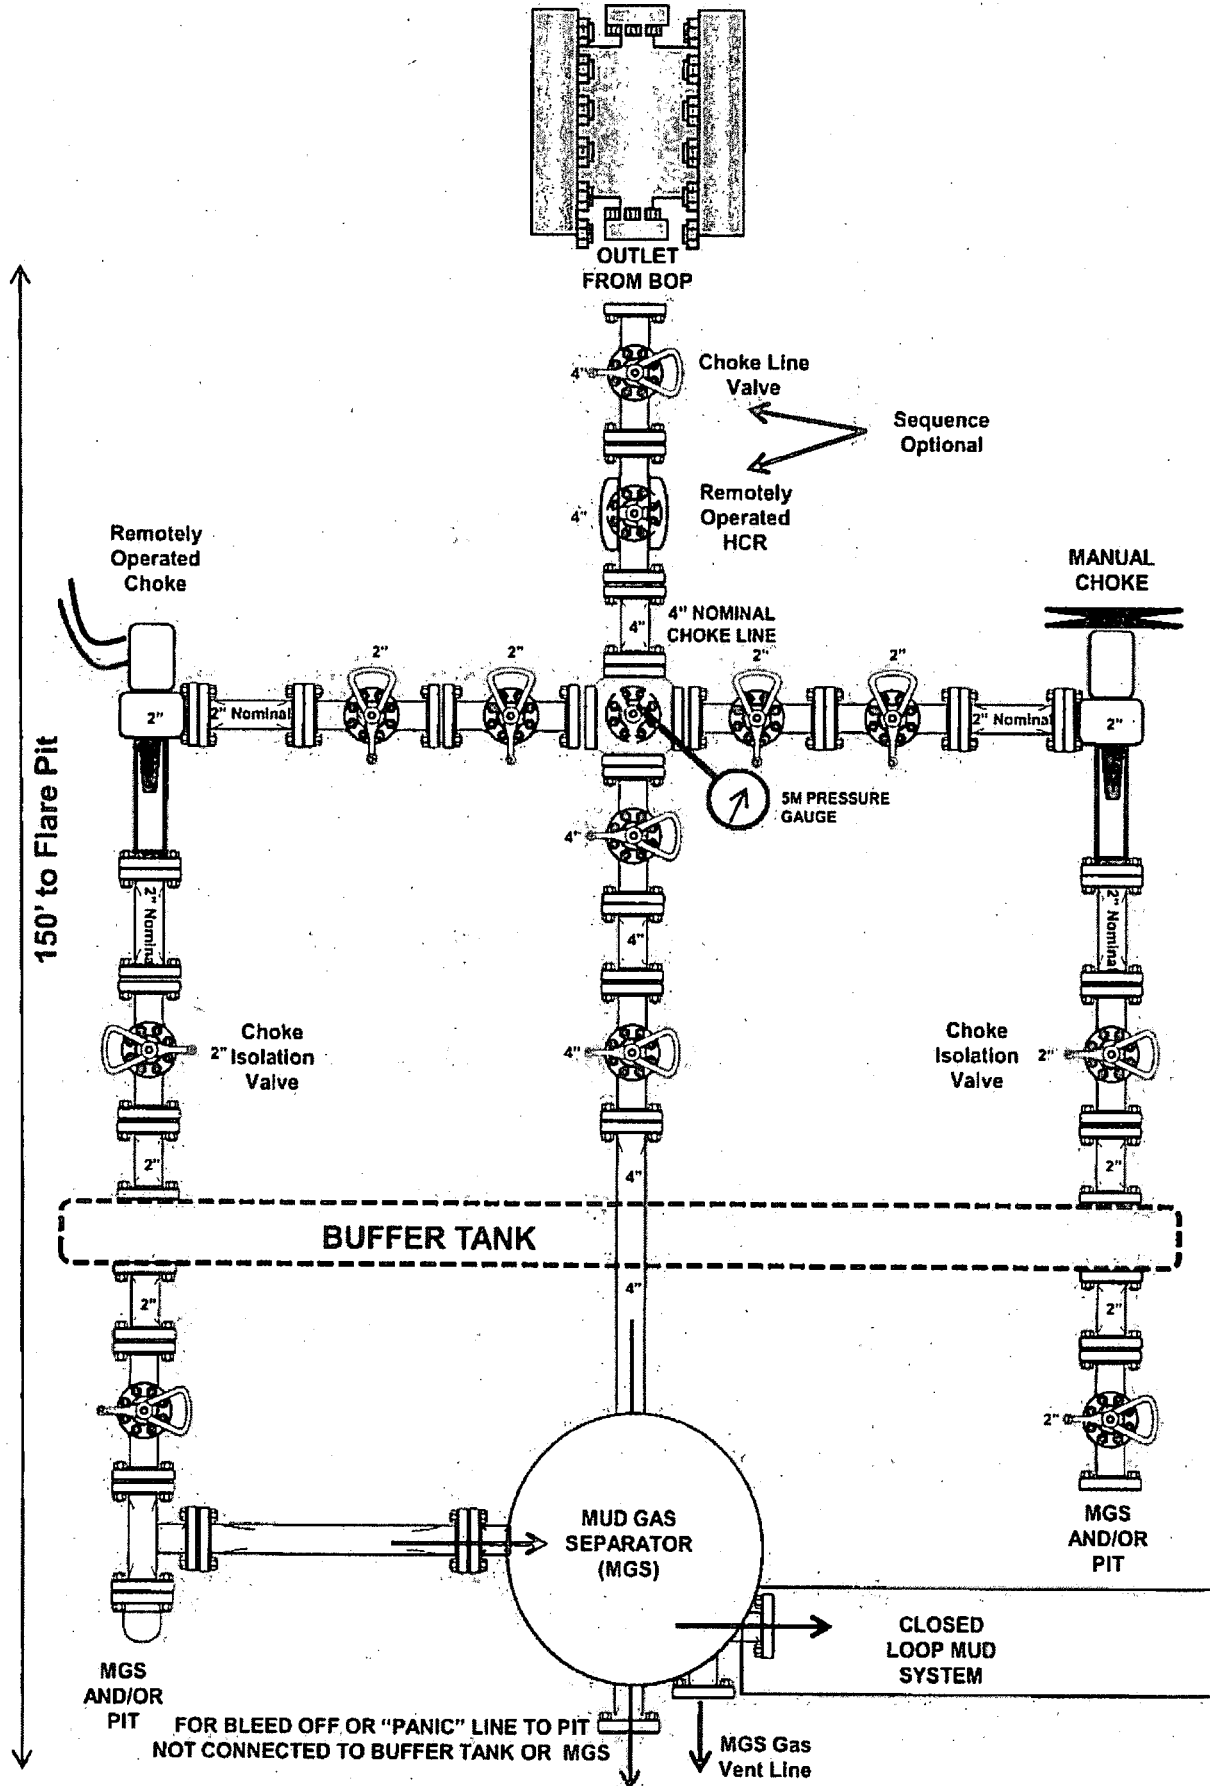 OUTLET
FROM BOP
4"
Choke Line
Valve
Sequence
Optional
4"
Remotely
Operated
HCR
Remotely
Operated
Choke
MANUAL
CHOKE
4"
4" NOMINAL
CHOKE LINE
2"
2"
2"
2"
2"
2" Nominal
2" Nominal
2"
5M PRESSURE
GAUGE
4"
150' to Flare Pit
2" Nominal
4"
2" Nominal
2"
Choke
Isolation
Valve
4"
Choke
Isolation
Valve
2"
2"
4"
2"
BUFFER TANK
2"
4"
2"
2"
MUD GAS
SEPARATOR
(MGS)
MGS
AND/OR
PIT
CLOSED
LOOP MUD
SYSTEM
MGS
AND/OR
PIT
FOR BLEED OFF OR "PANIC" LINE TO PIT
NOT CONNECTED TO BUFFER TANK OR MGS
MGS Gas
Vent Line